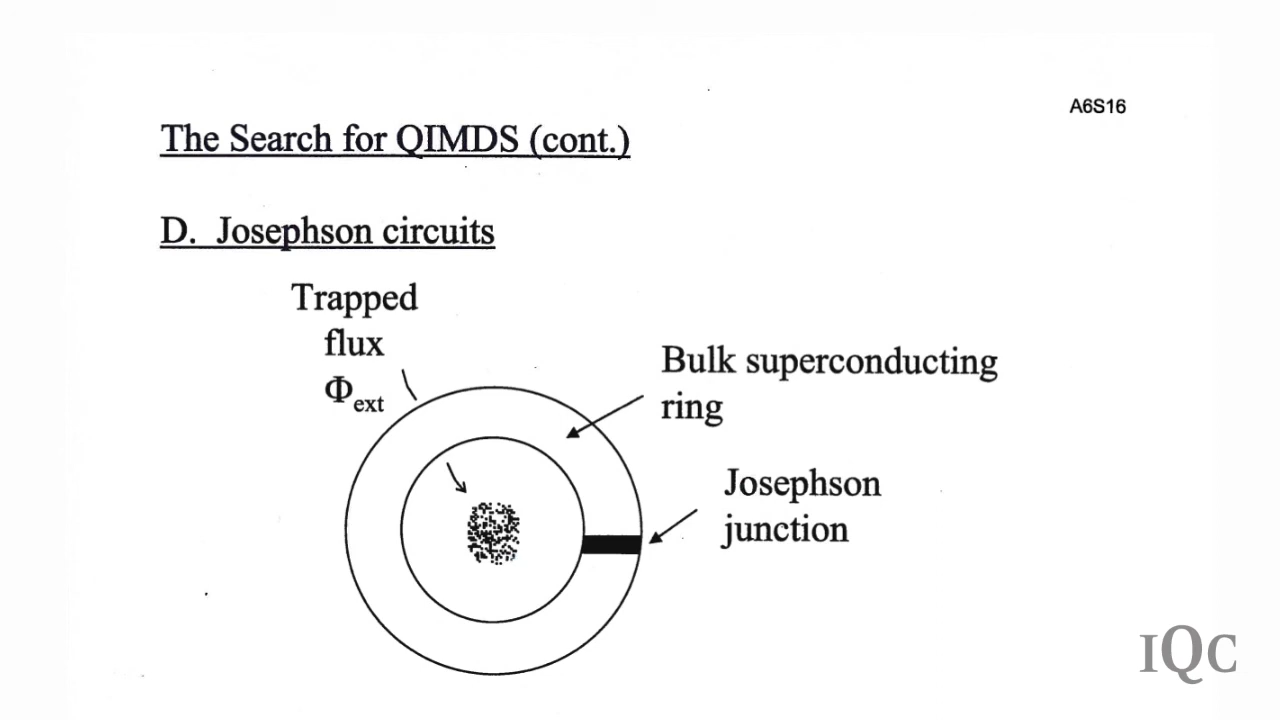 A6S16
The Search for QIMDS (cont.)
D. Josephson circuits
Trapped
flux
Φext
Bulk superconducting
ring
Josephson
junction
IQC